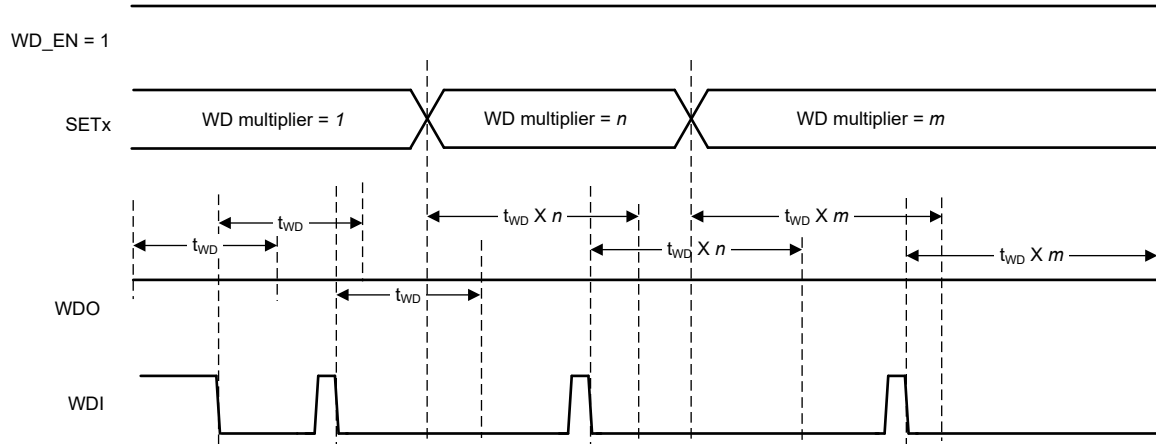 WD_EN = 1
SETx
WD multiplier = 1
WD multiplier = n
WD multiplier = m
tWD
tWD X n
tWD X m
tWD
tWD X n
tWD X m
WDO
tWD
WDI